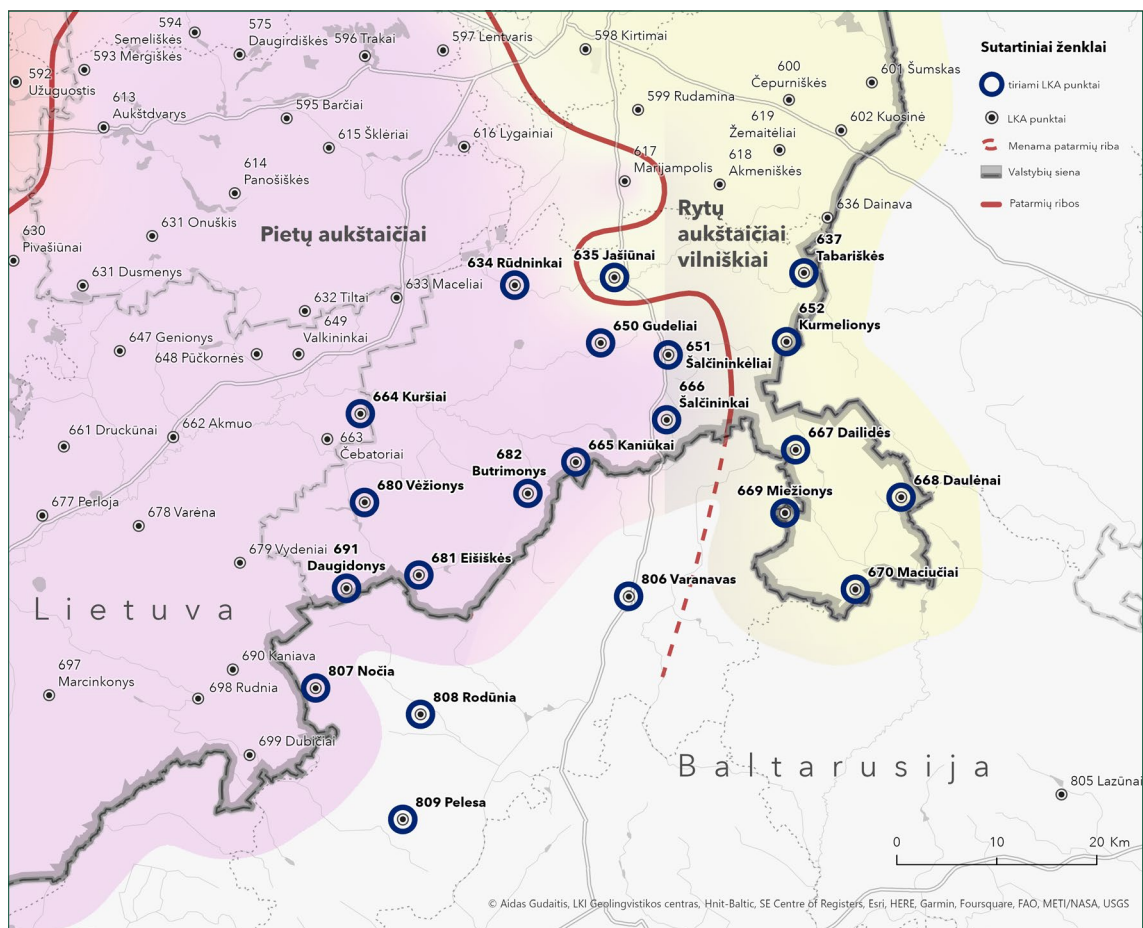 594
Semeliškės
593 Mergiškės
575
Daugirdiškės
596 Trakai
597 Lentvaris
598 Kirtimai
592
Užuguostis
613
Aukštdvarys
595 Barčiai
615 Šklėriai
616 Lygainiai
599 Rudamina
600
Čepurniškės
601 Šumskas
602 Kuosinė
619
Žemaitėliai
618
Akmeniškės
617
Marijampolis
614
Panošiškės
631 Onuškis
630
Pivašiūnai
Pietų aukštaičiai
Rytų
aukštaičiai
vilniškiai
636 Dainava
637
Tabariškės
634 Rūdninkai
635 Jašiūnai
631 Dusmenys
632 Tiltai
633 Maceliai
652
Kurmelionys
647 Genionys
648 Pūčkornės
649
Valkininkai
650 Gudeliai
651
Šalčininkėliai
666
Šalčininkai
664 Kuršiai
661 Druckūnai
662 Akmuo
663
Čebatoriai
665 Kaniūkai
667 Dailidės
682
Butrimonys
680 Vėžionys
668 Daulėnai
669 Miežionys
677 Perloja
678 Varėna
679 Vydeniai
691
Daugidonys
681 Eišiškės
670 Maciučiai
806 Varanavas
Lietuva
690 Kaniava
697
Marcinkonys
698 Rudnia
807 Nočia
808 Rodūnia
699 Dubičiai
809 Pelesa
Baltarusija
805 Lazūnai
Sutartiniai ženklai
tiriami LKA punktai
LKA punktai
Menama patarmių riba
Valstybių siena
Patarmių ribos
0 10 20 Km
© Aidas Gudaitis, LKI Geolingvistikos centras, Hnit-Baltic, SE Centre of Registers, Esri, HERE, Garmin, Foursquare, FAO, METI/NASA, USGS